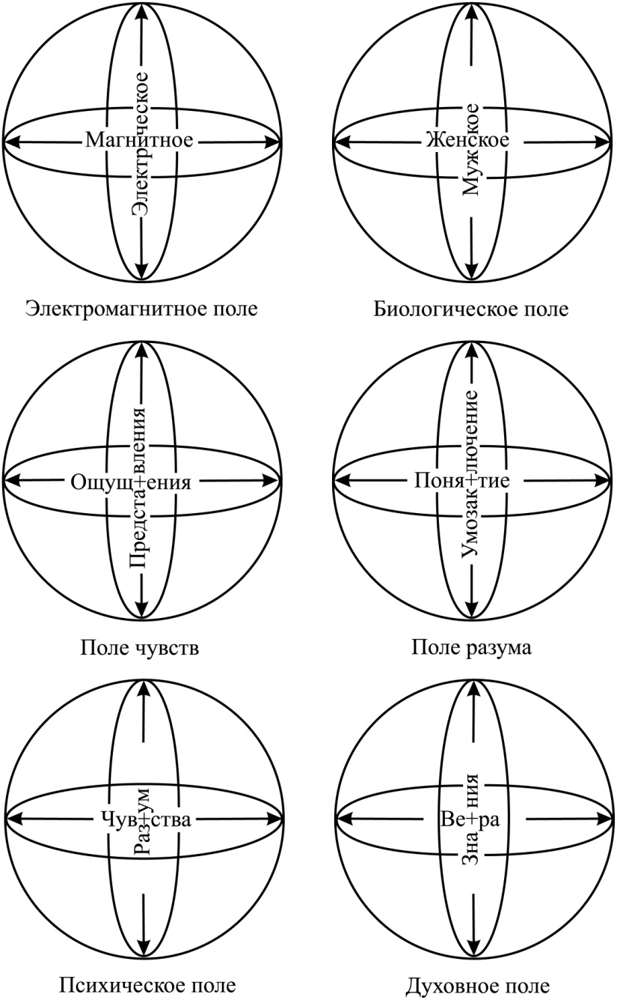 Электрическое
Магнитное
Электромагнитное поле
Мужское
Женское
Биологическое поле
Предста+вления
Ощущ+ения
Поле чувств
Умозак лючение
Поня+тие
Поле разума
Раз+ум
Чув+ства
Психическое поле
Зна+ния
Ве+ра
Духовное поле